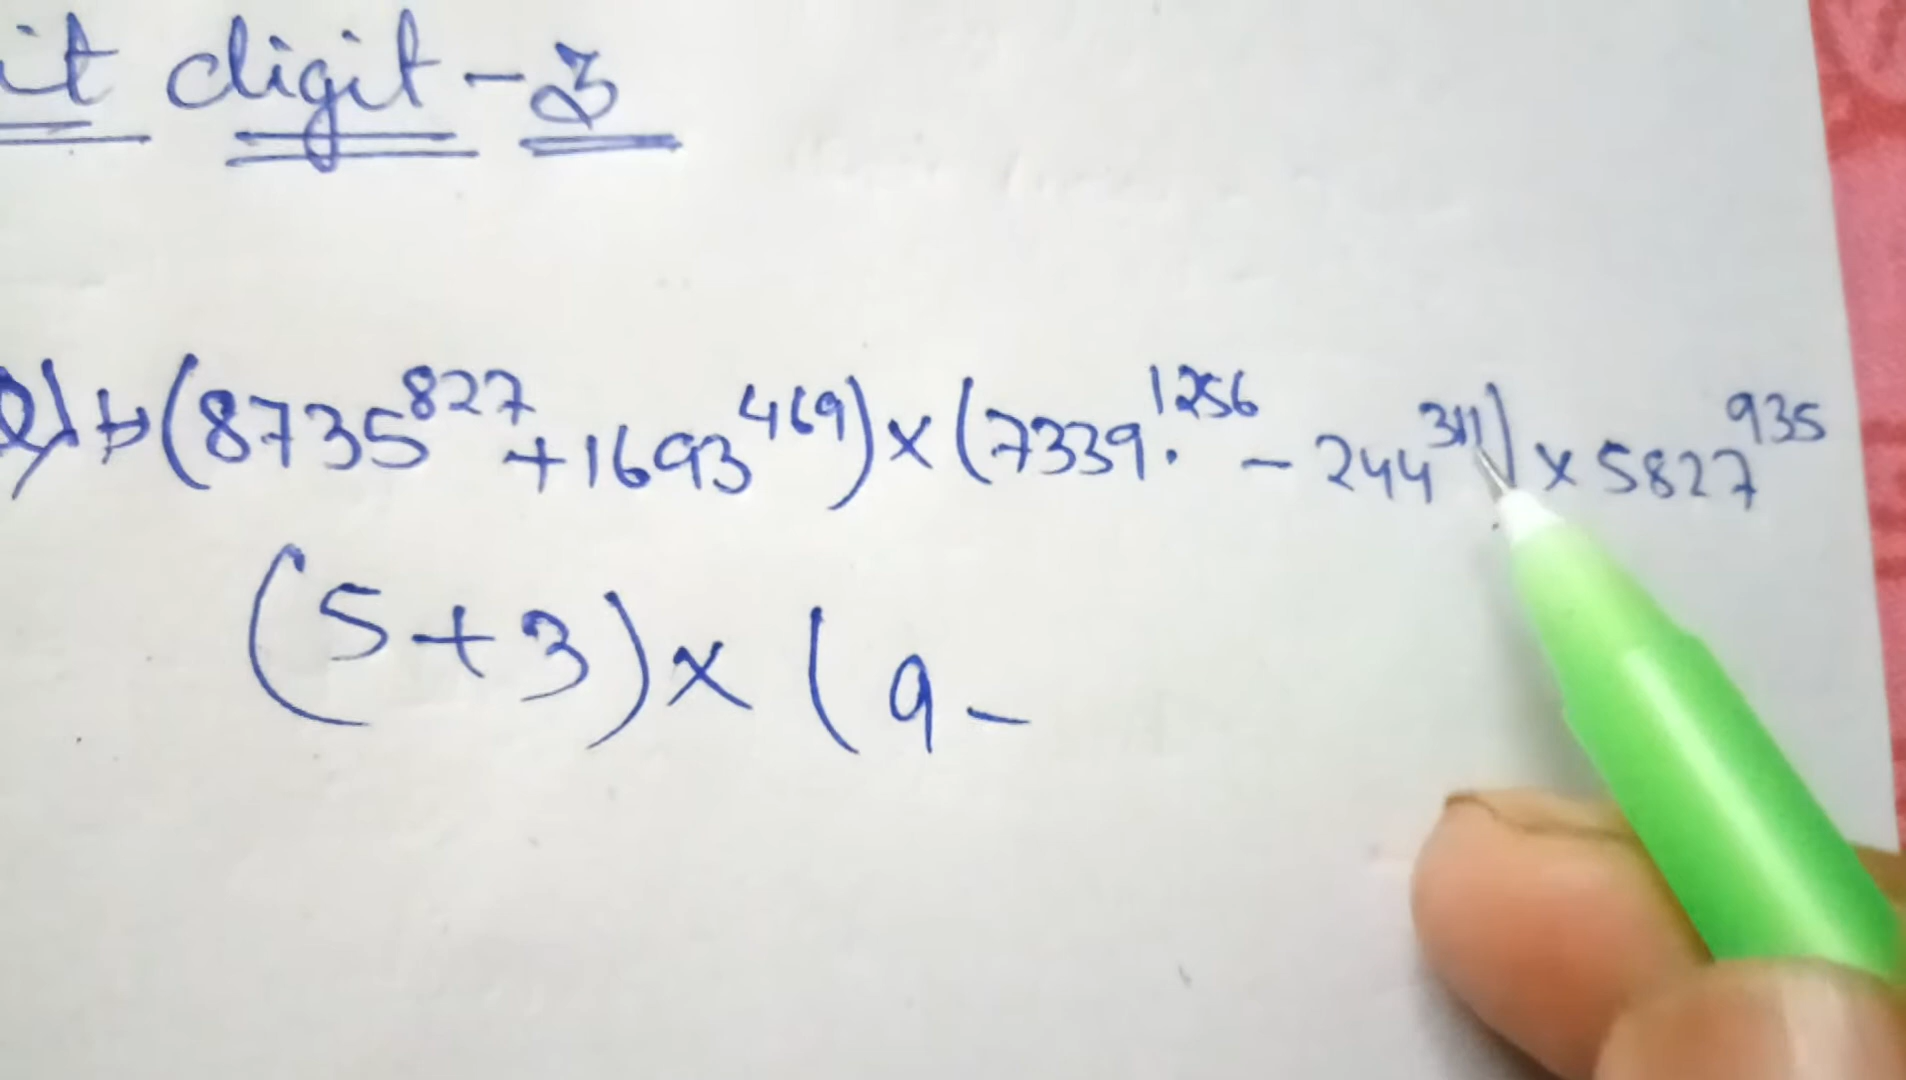 it digit - 3
Q) → (8735^827 + 1693^469) × (7339^1256 - 244^311) × 5827^935
(5+3) × (9 -